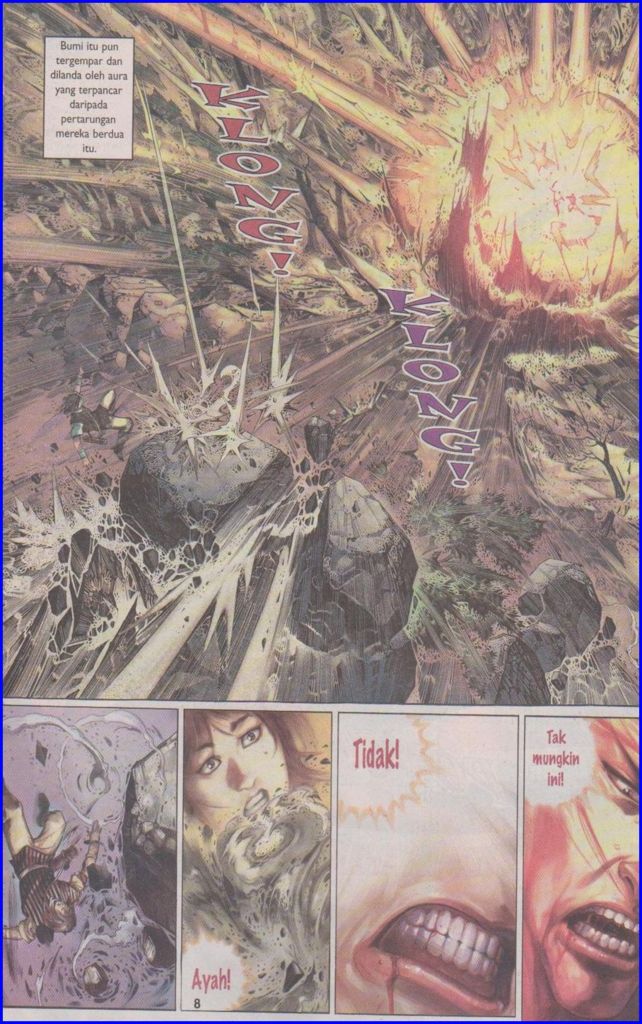 Bumi itu pun
tergempar dan
dilanda oleh aura
yang terpancar
daripada
pertarungan
mereka berdua
itu.
KLONG!
KLONG!
Ayah!
8
Tidak!
Tak
mungkin
ini!